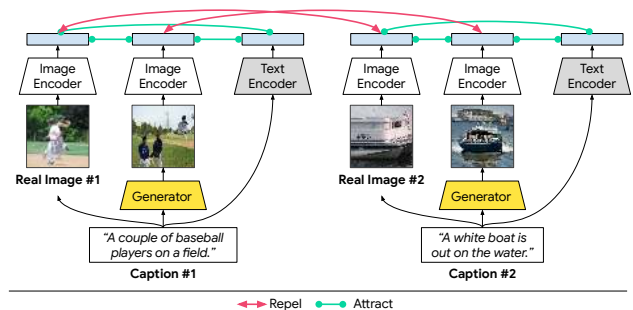 Image
Encoder
Image
Encoder
Text
Encoder
Image
Encoder
Image
Encoder
Text
Encoder
Real Image #1
Real Image #2
Generator
Generator
“A couple of baseball
players on a field.”
“A white boat is
out on the water.”
Caption #1
Caption #2
Repel
Attract